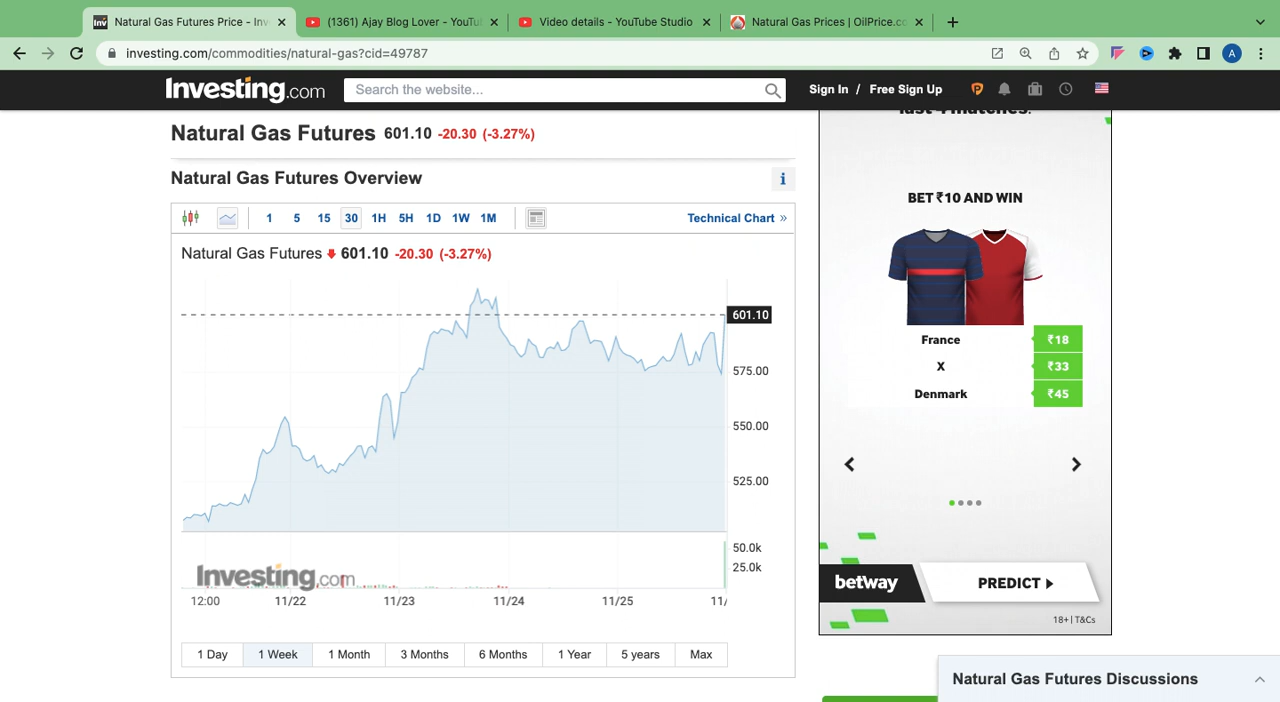 Natural Gas Futures Price - Inv
(1361) Ajay Blog Lover - YouTu
Video details - YouTube Studio
Natural Gas Prices | OilPrice.co
investing.com/commodities/natural-gas?cid=49787
A
Investing.com
Search the website...
Sign In / Free Sign Up
Natural Gas Futures 601.10 -20.30 (-3.27%)
Natural Gas Futures Overview
i
1 5 15 30 1H 5H 1D 1W 1M
Technical Chart »
Natural Gas Futures 601.10 -20.30 (-3.27%)
601.10
575.00
550.00
525.00
50.0k
25.0k
Investing.com
12:00 11/22 11/23 11/24 11/25 11/
1 Day 1 Week 1 Month 3 Months 6 Months 1 Year 5 years Max
last 4 matches.
BET ₹10 AND WIN
France ₹18
X ₹33
Denmark ₹45
betway PREDICT
18+ | T&Cs
Natural Gas Futures Discussions